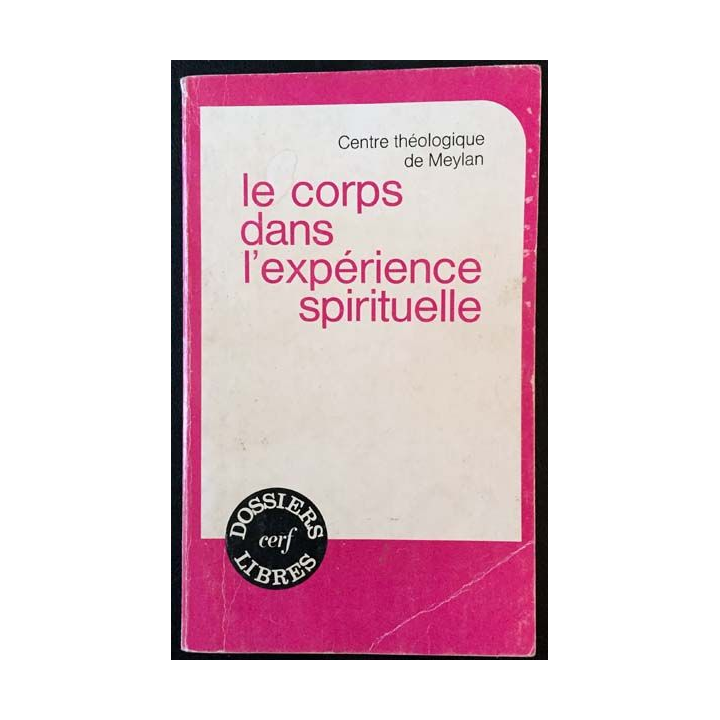 Centre théologique
de Meylan
le corps
dans
l'expérience
spirituelle
DOSSIERS
cerf
LIBRES